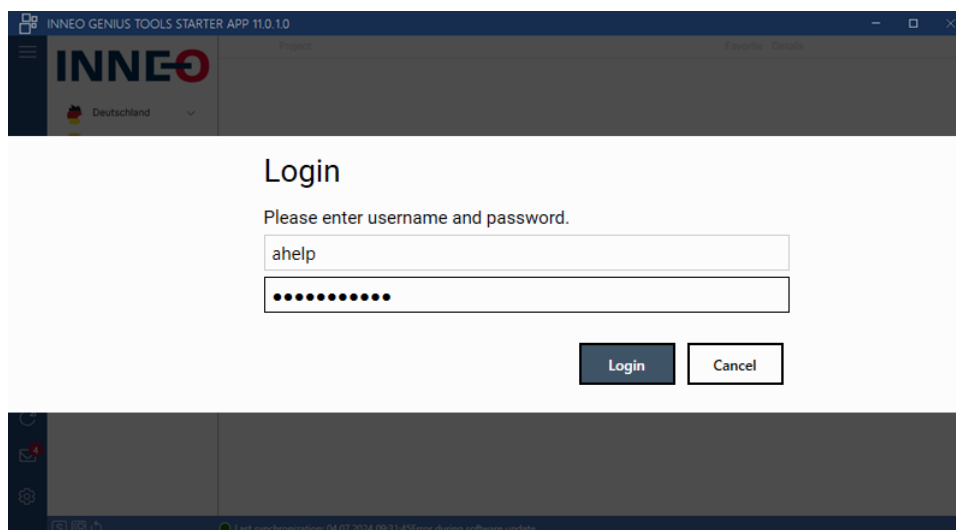 INNEO GENIUS TOOLS STARTER APP 11.0.1.0
Project Favorite Details
INNEO
Deutschland
Login
Please enter username and password.
ahelp
Login Cancel
4
Last synchronization: 04.07.2024 09:31:45Error during software update